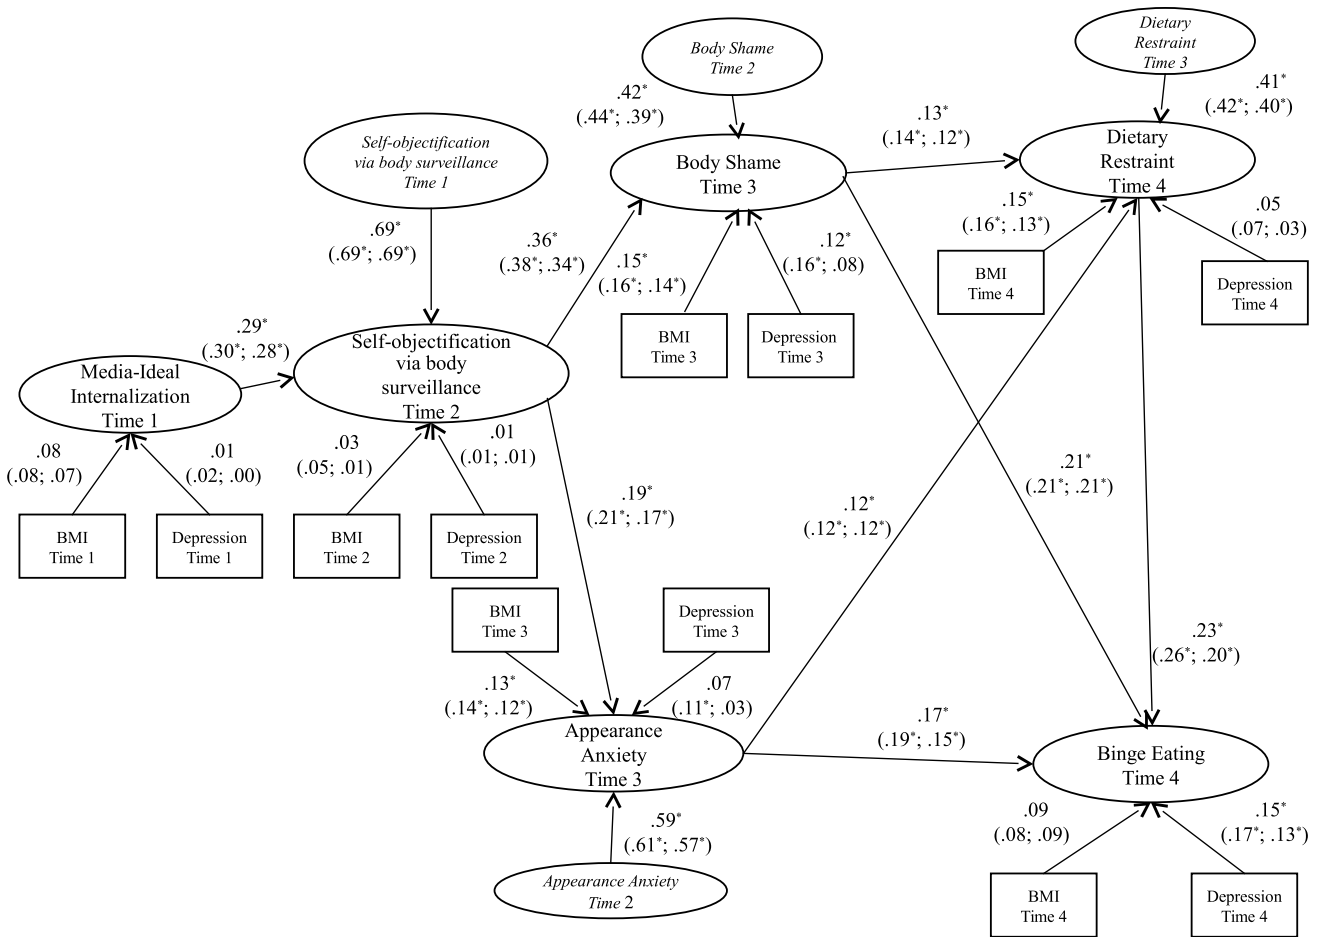 Dietary
Restraint
Time 3
Body Shame
Time 2
.41*
(.42*; .40*)
.42*
(.44*; .39*)
.13*
(.14*; .12*)
Dietary
Restraint
Time 4
Self-objectification
via body surveillance
Time 1
Body Shame
Time 3
.15*
(.16*; .13*)
.05
(.07; .03)
.69*
(.69*; .69*)
.36*
(.38*; .34*)
.15*
(.16*; .14*)
.12*
(.16*; .08)
BMI
Time 4
Depression
Time 4
BMI
Time 3
Depression
Time 3
.29*
(.30*; .28*)
Self-objectification
via body
surveillance
Time 2
Media-Ideal
Internalization
Time 1
.08
(.08; .07)
.01
(.02; .00)
.03
(.05; .01)
.01
(.01; .01)
.21*
(.21*; .21*)
.19*
(.21*; .17*)
.12*
(.12*; .12*)
BMI
Time 1
Depression
Time 1
BMI
Time 2
Depression
Time 2
BMI
Time 3
Depression
Time 3
.23*
(.26*; .20*)
.13*
(.14*; .12*)
.07
(.11*; .03)
.17*
(.19*; .15*)
Appearance
Anxiety
Time 3
Binge Eating
Time 4
.59*
(.61*; .57*)
.09
(.08; .09)
.15*
(.17*; .13*)
Appearance Anxiety
Time 2
BMI
Time 4
Depression
Time 4